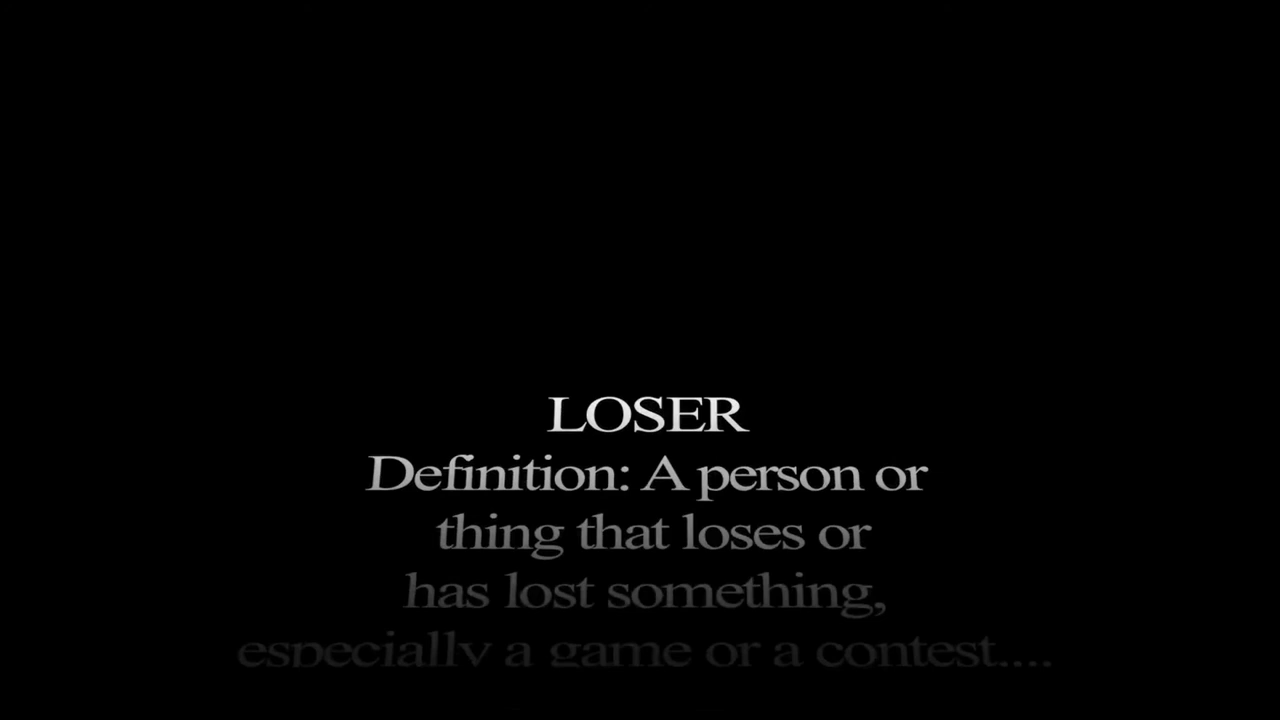 LOSER
Definition: A person or
thing that loses or
has lost something,
especially a game or a contest....